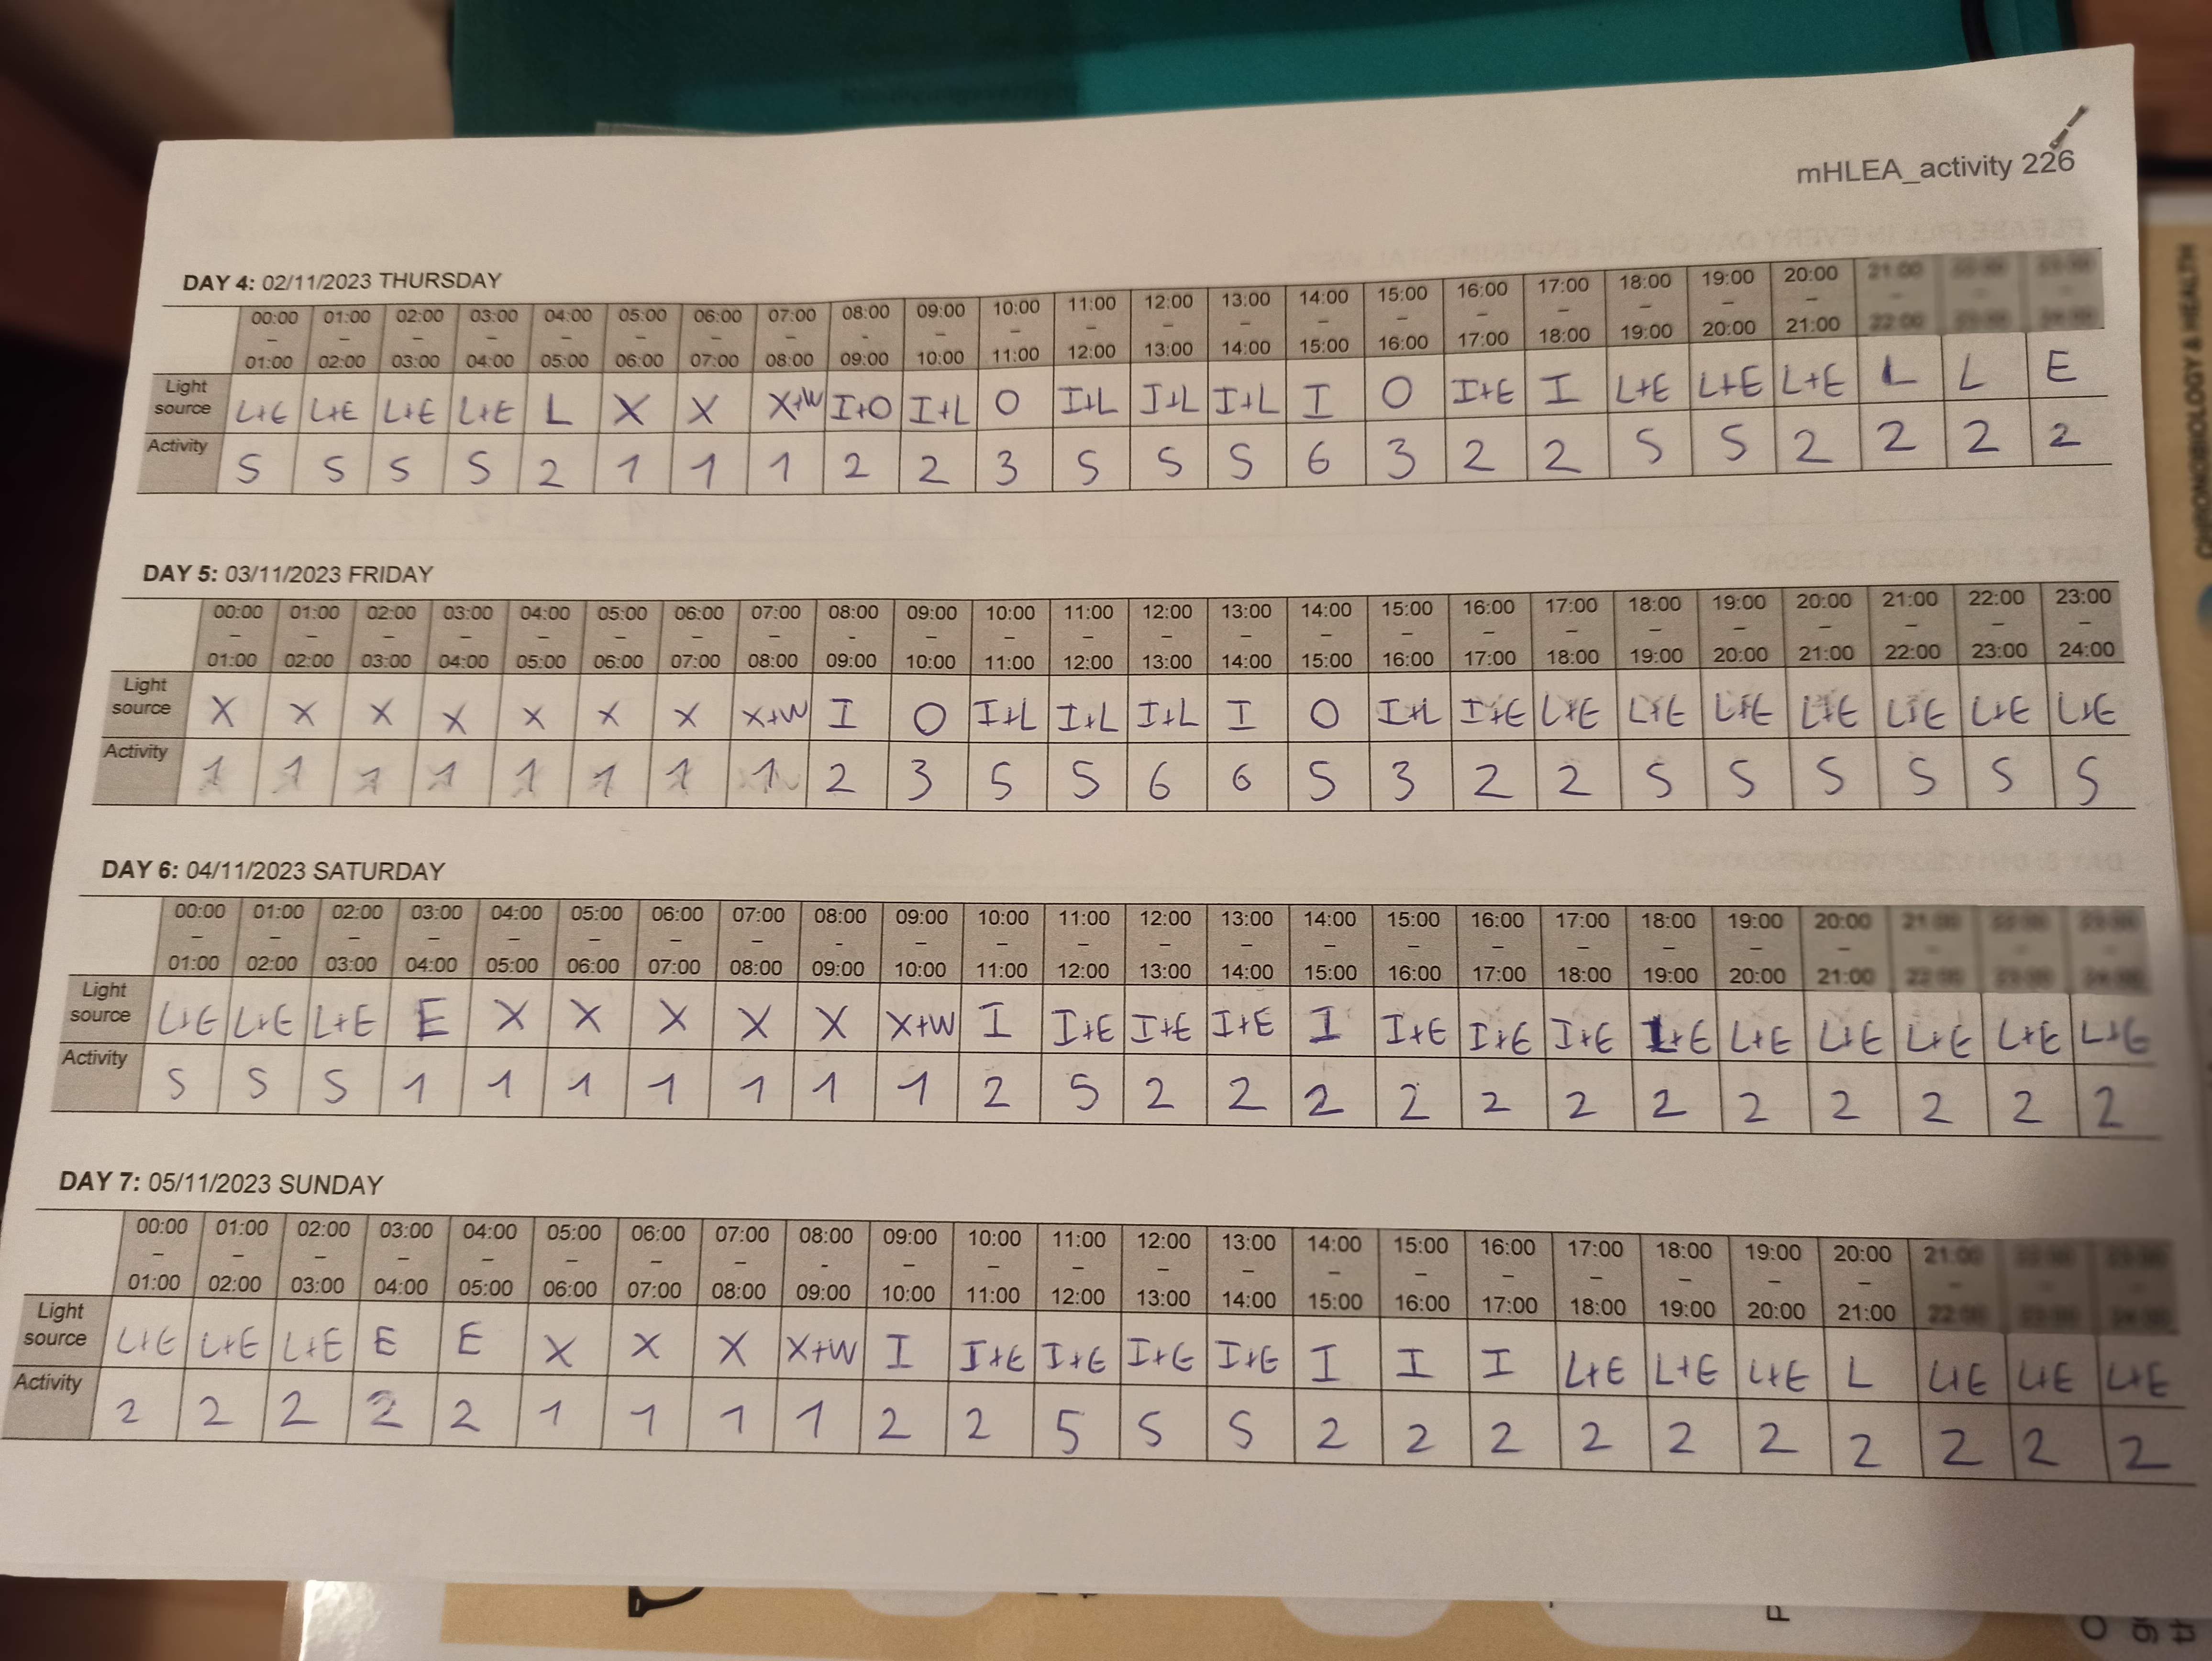 mHLEA_activity 226
DAY 4: 02/11/2023 THURSDAY
00:00 01:00 02:00 03:00 04:00 05:00 06:00 07:00 08:00 09:00 10:00 11:00 12:00 13:00 14:00 15:00 16:00 17:00 18:00 19:00 20:00 21:00
– – – – – – – – - – – – – – – – – – – – –
01:00 02:00 03:00 04:00 05:00 06:00 07:00 08:00 09:00 10:00 11:00 12:00 13:00 14:00 15:00 16:00 17:00 18:00 19:00 20:00 21:00 22:00
Light source L+E L+E L+E L+E L X X X+W I+O I+L O I+L I+L I+L I O I+E I L+E L+E L+E L L E
Activity 5 5 5 5 2 1 1 1 2 2 3 5 5 5 6 3 2 2 5 5 2 2 2 2
DAY 5: 03/11/2023 FRIDAY
00:00 01:00 02:00 03:00 04:00 05:00 06:00 07:00 08:00 09:00 10:00 11:00 12:00 13:00 14:00 15:00 16:00 17:00 18:00 19:00 20:00 21:00 22:00 23:00
– – – – – – – – - – – – – – – – – – – – – – – –
01:00 02:00 03:00 04:00 05:00 06:00 07:00 08:00 09:00 10:00 11:00 12:00 13:00 14:00 15:00 16:00 17:00 18:00 19:00 20:00 21:00 22:00 23:00 24:00
Light source X X X X X X X X+W I O I+L I+L I+L I O I+L I+E L+E L+E L+E L+E L+E L+E L+E
Activity 1 1 1 1 1 1 1 1 2 3 5 5 6 6 5 3 2 2 5 5 5 5 5 5
DAY 6: 04/11/2023 SATURDAY
00:00 01:00 02:00 03:00 04:00 05:00 06:00 07:00 08:00 09:00 10:00 11:00 12:00 13:00 14:00 15:00 16:00 17:00 18:00 19:00 20:00 21:00
– – – – – – – – - – – – – – – – – – – – –
01:00 02:00 03:00 04:00 05:00 06:00 07:00 08:00 09:00 10:00 11:00 12:00 13:00 14:00 15:00 16:00 17:00 18:00 19:00 20:00 21:00
Light source L+E L+E L+E E X X X X X X+W I I+E I+E I+E I I+E I+E I+E L+E L+E L+E L+E L+E L+E
Activity 5 5 5 1 1 1 1 1 1 1 2 5 2 2 2 2 2 2 2 2 2 2 2 2
DAY 7: 05/11/2023 SUNDAY
00:00 01:00 02:00 03:00 04:00 05:00 06:00 07:00 08:00 09:00 10:00 11:00 12:00 13:00 14:00 15:00 16:00 17:00 18:00 19:00 20:00 21:00
– – – – – – – – - – – – – – – – – – – – –
01:00 02:00 03:00 04:00 05:00 06:00 07:00 08:00 09:00 10:00 11:00 12:00 13:00 14:00 15:00 16:00 17:00 18:00 19:00 20:00 21:00 22:00
Light source L+E L+E L+E E E X X X X+W I I+E I+E I+E I+E I I I L+E L+E L+E L L+E L+E L+E
Activity 2 2 2 2 2 1 1 1 1 2 2 5 5 5 2 2 2 2 2 2 2 2 2 2
CHRONOBIOLOGY & HEALTH